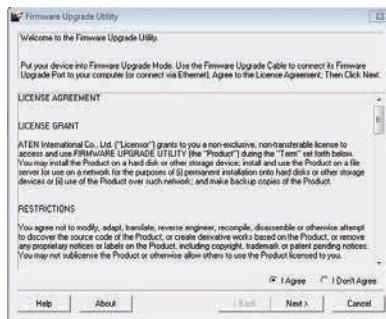 Firmware Upgrade Utility
Welcome to the Firmware Upgrade Utility.
Put your device into Firmware Upgrade Mode. Use the Firmware Upgrade Cable to connect its Firmware
Upgrade Port to your computer (or connect via Ethernet). Agree to the License Agreement; Then Click Next.
LICENSE AGREEMENT
LICENSE GRANT
ATEN International Co., Ltd. ("Licensor") grants to you a non-exclusive, non-transferable license to
access and use FIRMWARE UPGRADE UTILITY (the "Product") during the "Term" set forth below.
You may install the Product on a hard disk or other storage device; install and use the Product on a file
server for use on a network for the purposes of (i) permanent installation onto hard disks or other storage
devices or (ii) use of the Product over such network; and make backup copies of the Product.
RESTRICTIONS
You agree not to modify, adapt, translate, reverse engineer, recompile, disassemble or otherwise attempt
to discover the source code of the Product, or create derivative works based on the Product, or remove
any proprietary notices or labels on the Product, including copyright, trademark or patent pending notices.
You may not sublicense the Product or otherwise allow others to use the Product licensed to you.
I Agree I Don't Agree
Help About < Back Next > Cancel